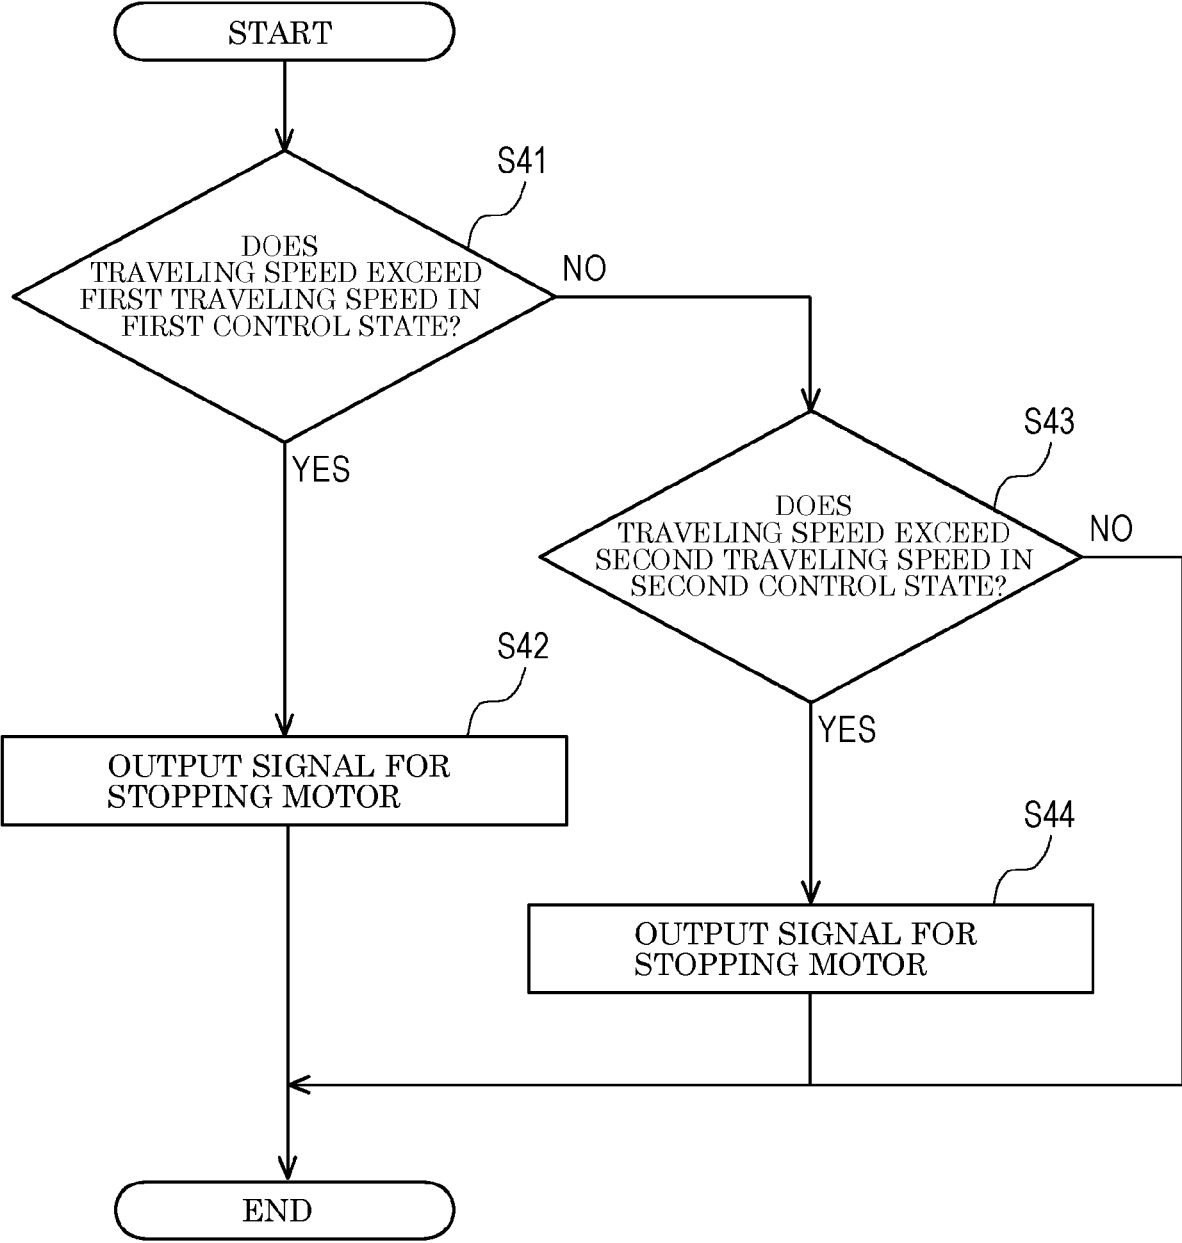 START
S41
DOES
TRAVELING SPEED EXCEED
FIRST TRAVELING SPEED IN
FIRST CONTROL STATE?
NO
YES
S43
DOES
TRAVELING SPEED EXCEED
SECOND TRAVELING SPEED IN
SECOND CONTROL STATE?
NO
YES
S42
OUTPUT SIGNAL FOR
STOPPING MOTOR
S44
OUTPUT SIGNAL FOR
STOPPING MOTOR
END